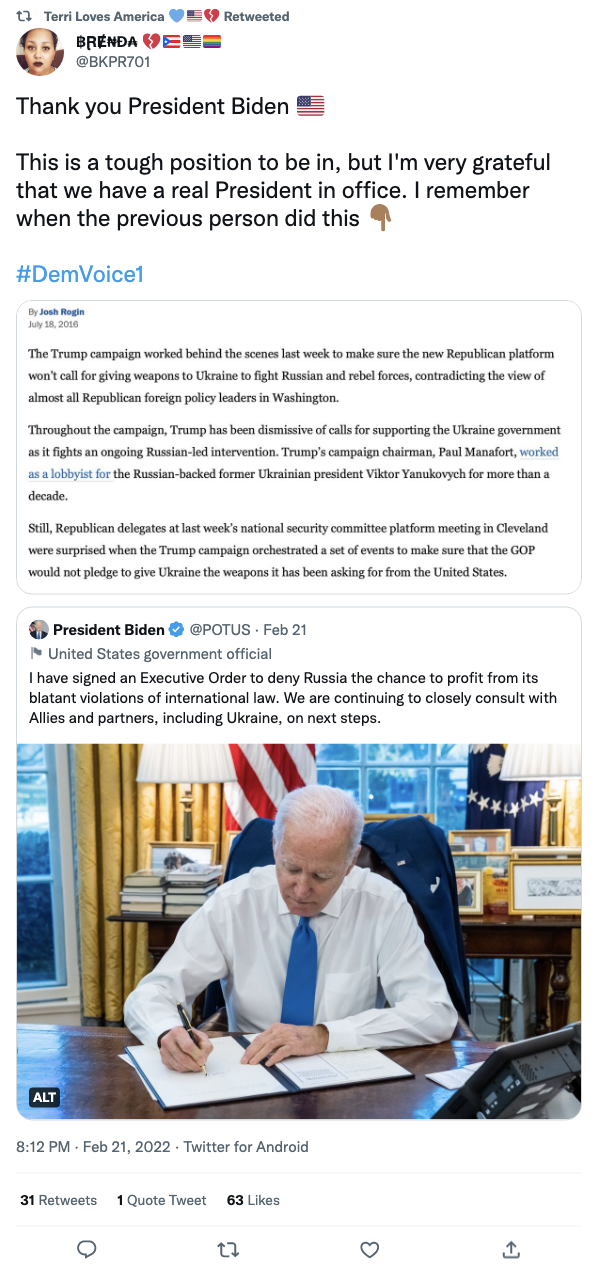 Terri Loves America 💙🇺🇸💔 Retweeted
฿ⱤɆ₦ĐA 💔🇵🇷🇺🇸🏳️‍🌈
@BKPR701
Thank you President Biden 🇺🇸
This is a tough position to be in, but I'm very grateful
that we have a real President in office. I remember
when the previous person did this 👇🏾
#DemVoice1
By Josh Rogin
July 18, 2016
The Trump campaign worked behind the scenes last week to make sure the new Republican platform
won't call for giving weapons to Ukraine to fight Russian and rebel forces, contradicting the view of
almost all Republican foreign policy leaders in Washington.
Throughout the campaign, Trump has been dismissive of calls for supporting the Ukraine government
as it fights an ongoing Russian-led intervention. Trump's campaign chairman, Paul Manafort, worked
as a lobbyist for the Russian-backed former Ukrainian president Viktor Yanukovych for more than a
decade.
Still, Republican delegates at last week's national security committee platform meeting in Cleveland
were surprised when the Trump campaign orchestrated a set of events to make sure that the GOP
would not pledge to give Ukraine the weapons it has been asking for from the United States.
President Biden @POTUS · Feb 21
United States government official
I have signed an Executive Order to deny Russia the chance to profit from its
blatant violations of international law. We are continuing to closely consult with
Allies and partners, including Ukraine, on next steps.
ALT
8:12 PM · Feb 21, 2022 · Twitter for Android
31 Retweets 1 Quote Tweet 63 Likes